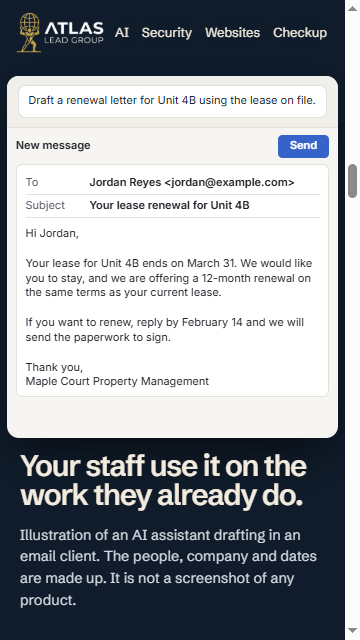 ATLAS
LEAD GROUP
AI Security Websites Checkup
Draft a renewal letter for Unit 4B using the lease on file.
New message
Send
To Jordan Reyes <jordan@example.com>
Subject Your lease renewal for Unit 4B
Hi Jordan,
Your lease for Unit 4B ends on March 31. We would like
you to stay, and we are offering a 12-month renewal on
the same terms as your current lease.
If you want to renew, reply by February 14 and we will
send the paperwork to sign.
Thank you,
Maple Court Property Management
Your staff use it on the
work they already do.
Illustration of an AI assistant drafting in an
email client. The people, company and dates
are made up. It is not a screenshot of any
product.